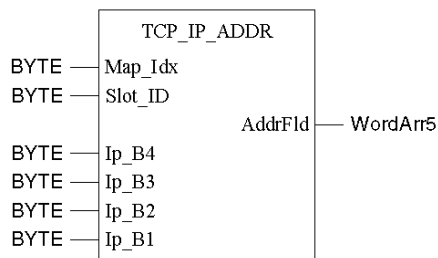 TCP_IP_ADDR
BYTE Map_Idx
BYTE Slot_ID
AddrFld WordArr5
BYTE Ip_B4
BYTE Ip_B3
BYTE Ip_B2
BYTE Ip_B1